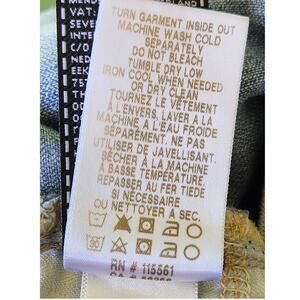 TURN GARMENT INSIDE OUT
MACHINE WASH COLD
SEPARATELY
DO NOT BLEACH
TUMBLE DRY LOW
IRON COOL WHEN NEEDED
OR DRY CLEAN
TOURNEZ LE VÊTEMENT
À L'ENVERS, LAVER À LA
MACHINE À L'EAU FROIDE
SÉPARÉMENT. NE PAS
UTILISER DE JAVELLISANT.
SÉCHER À LA MACHINE
À BASSE TEMPÉRATURE.
REPASSER AU FER TIÈDE
SI NÉCESSAIRE
OU NETTOYER À SEC.
RN # 115561